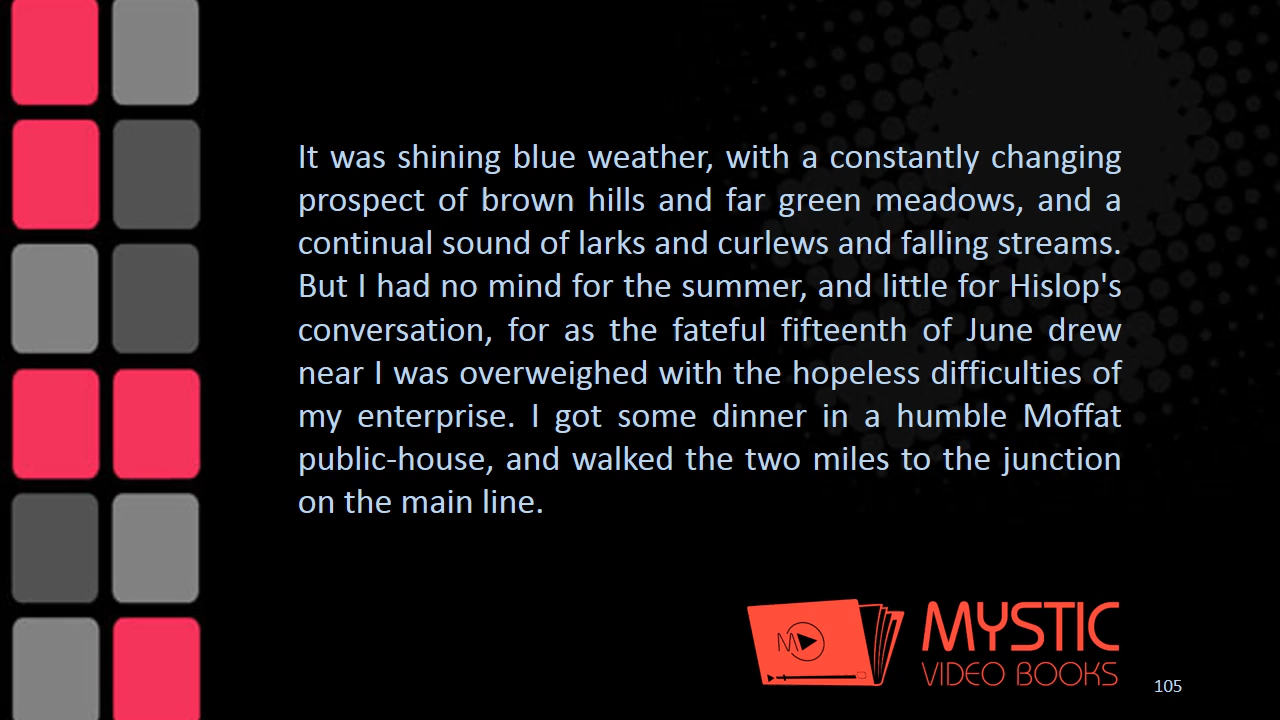 It was shining blue weather, with a constantly changing
prospect of brown hills and far green meadows, and a
continual sound of larks and curlews and falling streams.
But I had no mind for the summer, and little for Hislop's
conversation, for as the fateful fifteenth of June drew
near I was overweighed with the hopeless difficulties of
my enterprise. I got some dinner in a humble Moffat
public-house, and walked the two miles to the junction
on the main line.
M
MYSTIC
VIDEO BOOKS
105